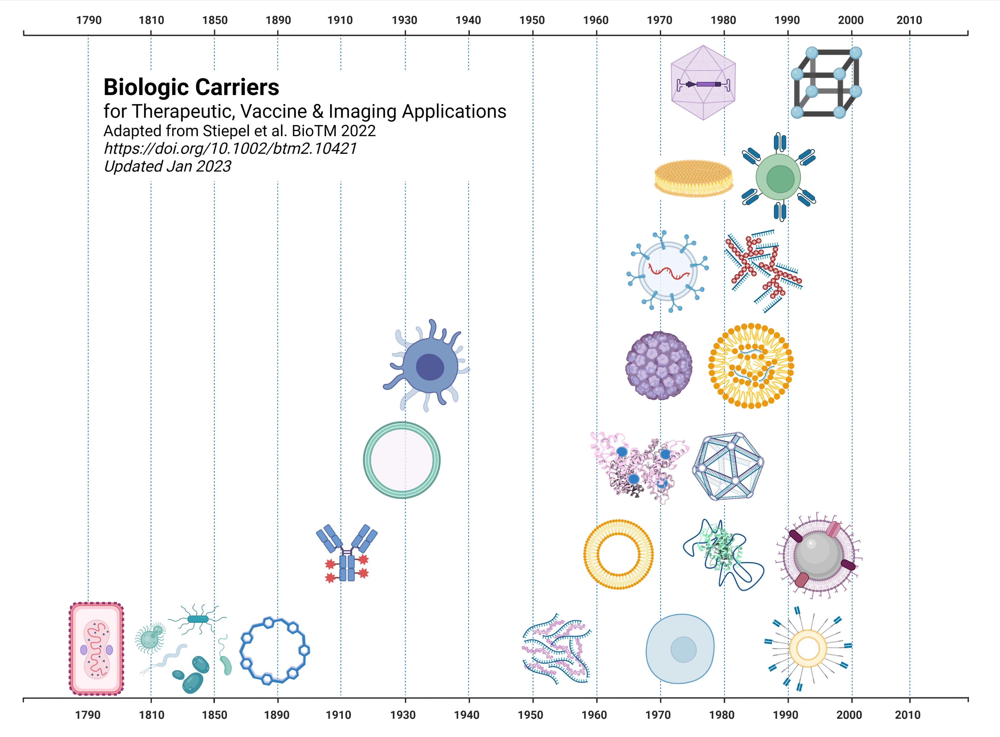 1790 1810 1850 1890 1910 1930 1940 1950 1960 1970 1980 1990 2000 2010
Biologic Carriers
for Therapeutic, Vaccine & Imaging Applications
Adapted from Stiepel et al. BioTM 2022
https://doi.org/10.1002/btm2.10421
Updated Jan 2023
1790 1810 1850 1890 1910 1930 1940 1950 1960 1970 1980 1990 2000 2010